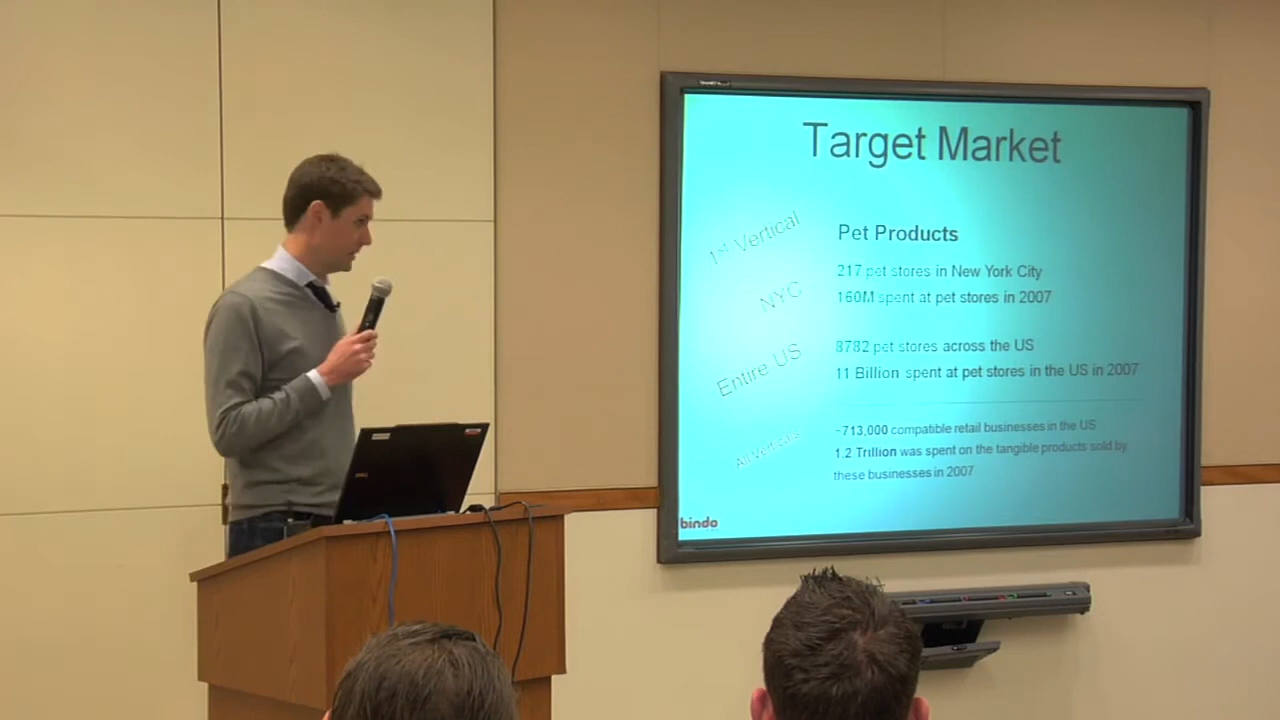 Target Market
1st Vertical
Pet Products
217 pet stores in New York City
NYC
160M spent at pet stores in 2007
Entire US
8782 pet stores across the US
11 Billion spent at pet stores in the US in 2007
All Verticals
~713,000 compatible retail businesses in the US
1.2 Trillion was spent on the tangible products sold by
these businesses in 2007
bindo